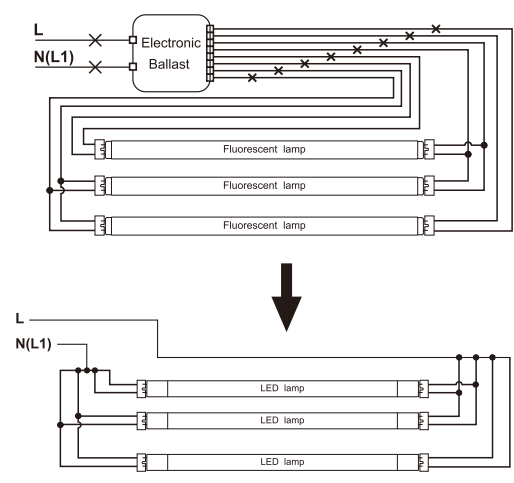 L
N(L1)
Electronic
Ballast
Fluorescent lamp
Fluorescent lamp
Fluorescent lamp
L
N(L1)
LED lamp
LED lamp
LED lamp